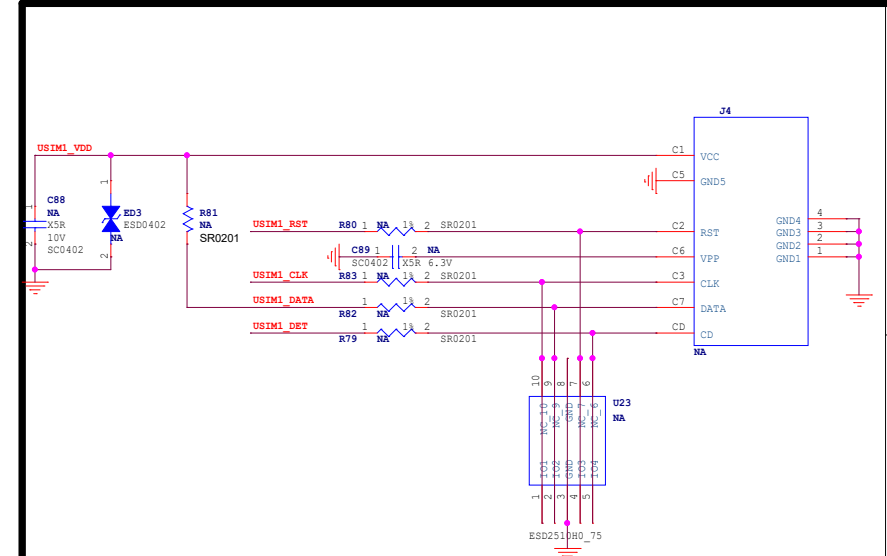 J4
USIM1_VDD
C1
VCC
C5
GND5
C88
NA
X5R
10V
SC0402
1
2
1
ED3
ESD0402
NA
2
R81
NA
SR0201
USIM1_RST
R80 1 NA 1% 2 SR0201
C2
RST
C89 1 2 NA
SC0402 X5R 6.3V
C6
VPP
USIM1_CLK
R83 1 NA 1% 2 SR0201
C3
CLK
USIM1_DATA
1 1% 2
R82 NA SR0201
C7
DATA
USIM1_DET
1 1% 2
R79 NA SR0201
CD
CD
GND4 4
GND3 3
GND2 2
GND1 1
NA
10 9 8 7 6
NC_10 NC_9 GND NC_7 NC_6
U23
NA
IO1 IO2 GND IO3 IO4
1 2 3 4 5
ESD2510H0_75